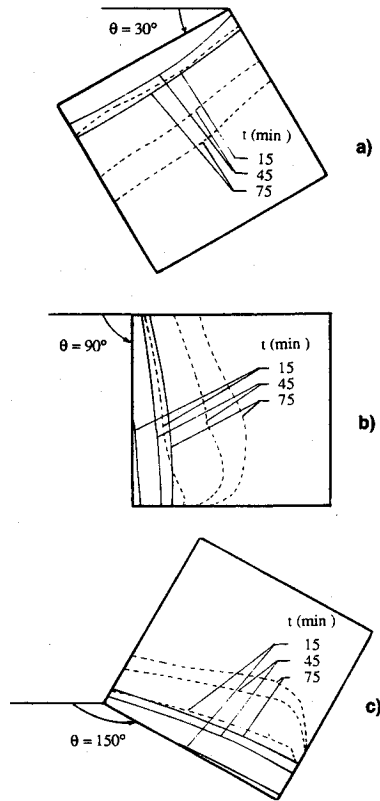 θ = 30°
t (min)
15
45
75
a)
θ = 90°
t (min)
15
45
75
b)
t (min)
15
45
75
c)
θ = 150°